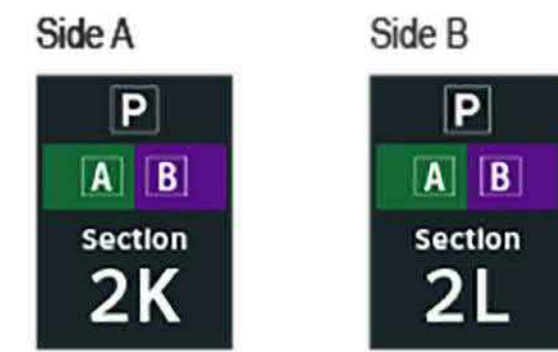 Side A
P
A B
Section
2K
Side B
P
A B
Section
2L